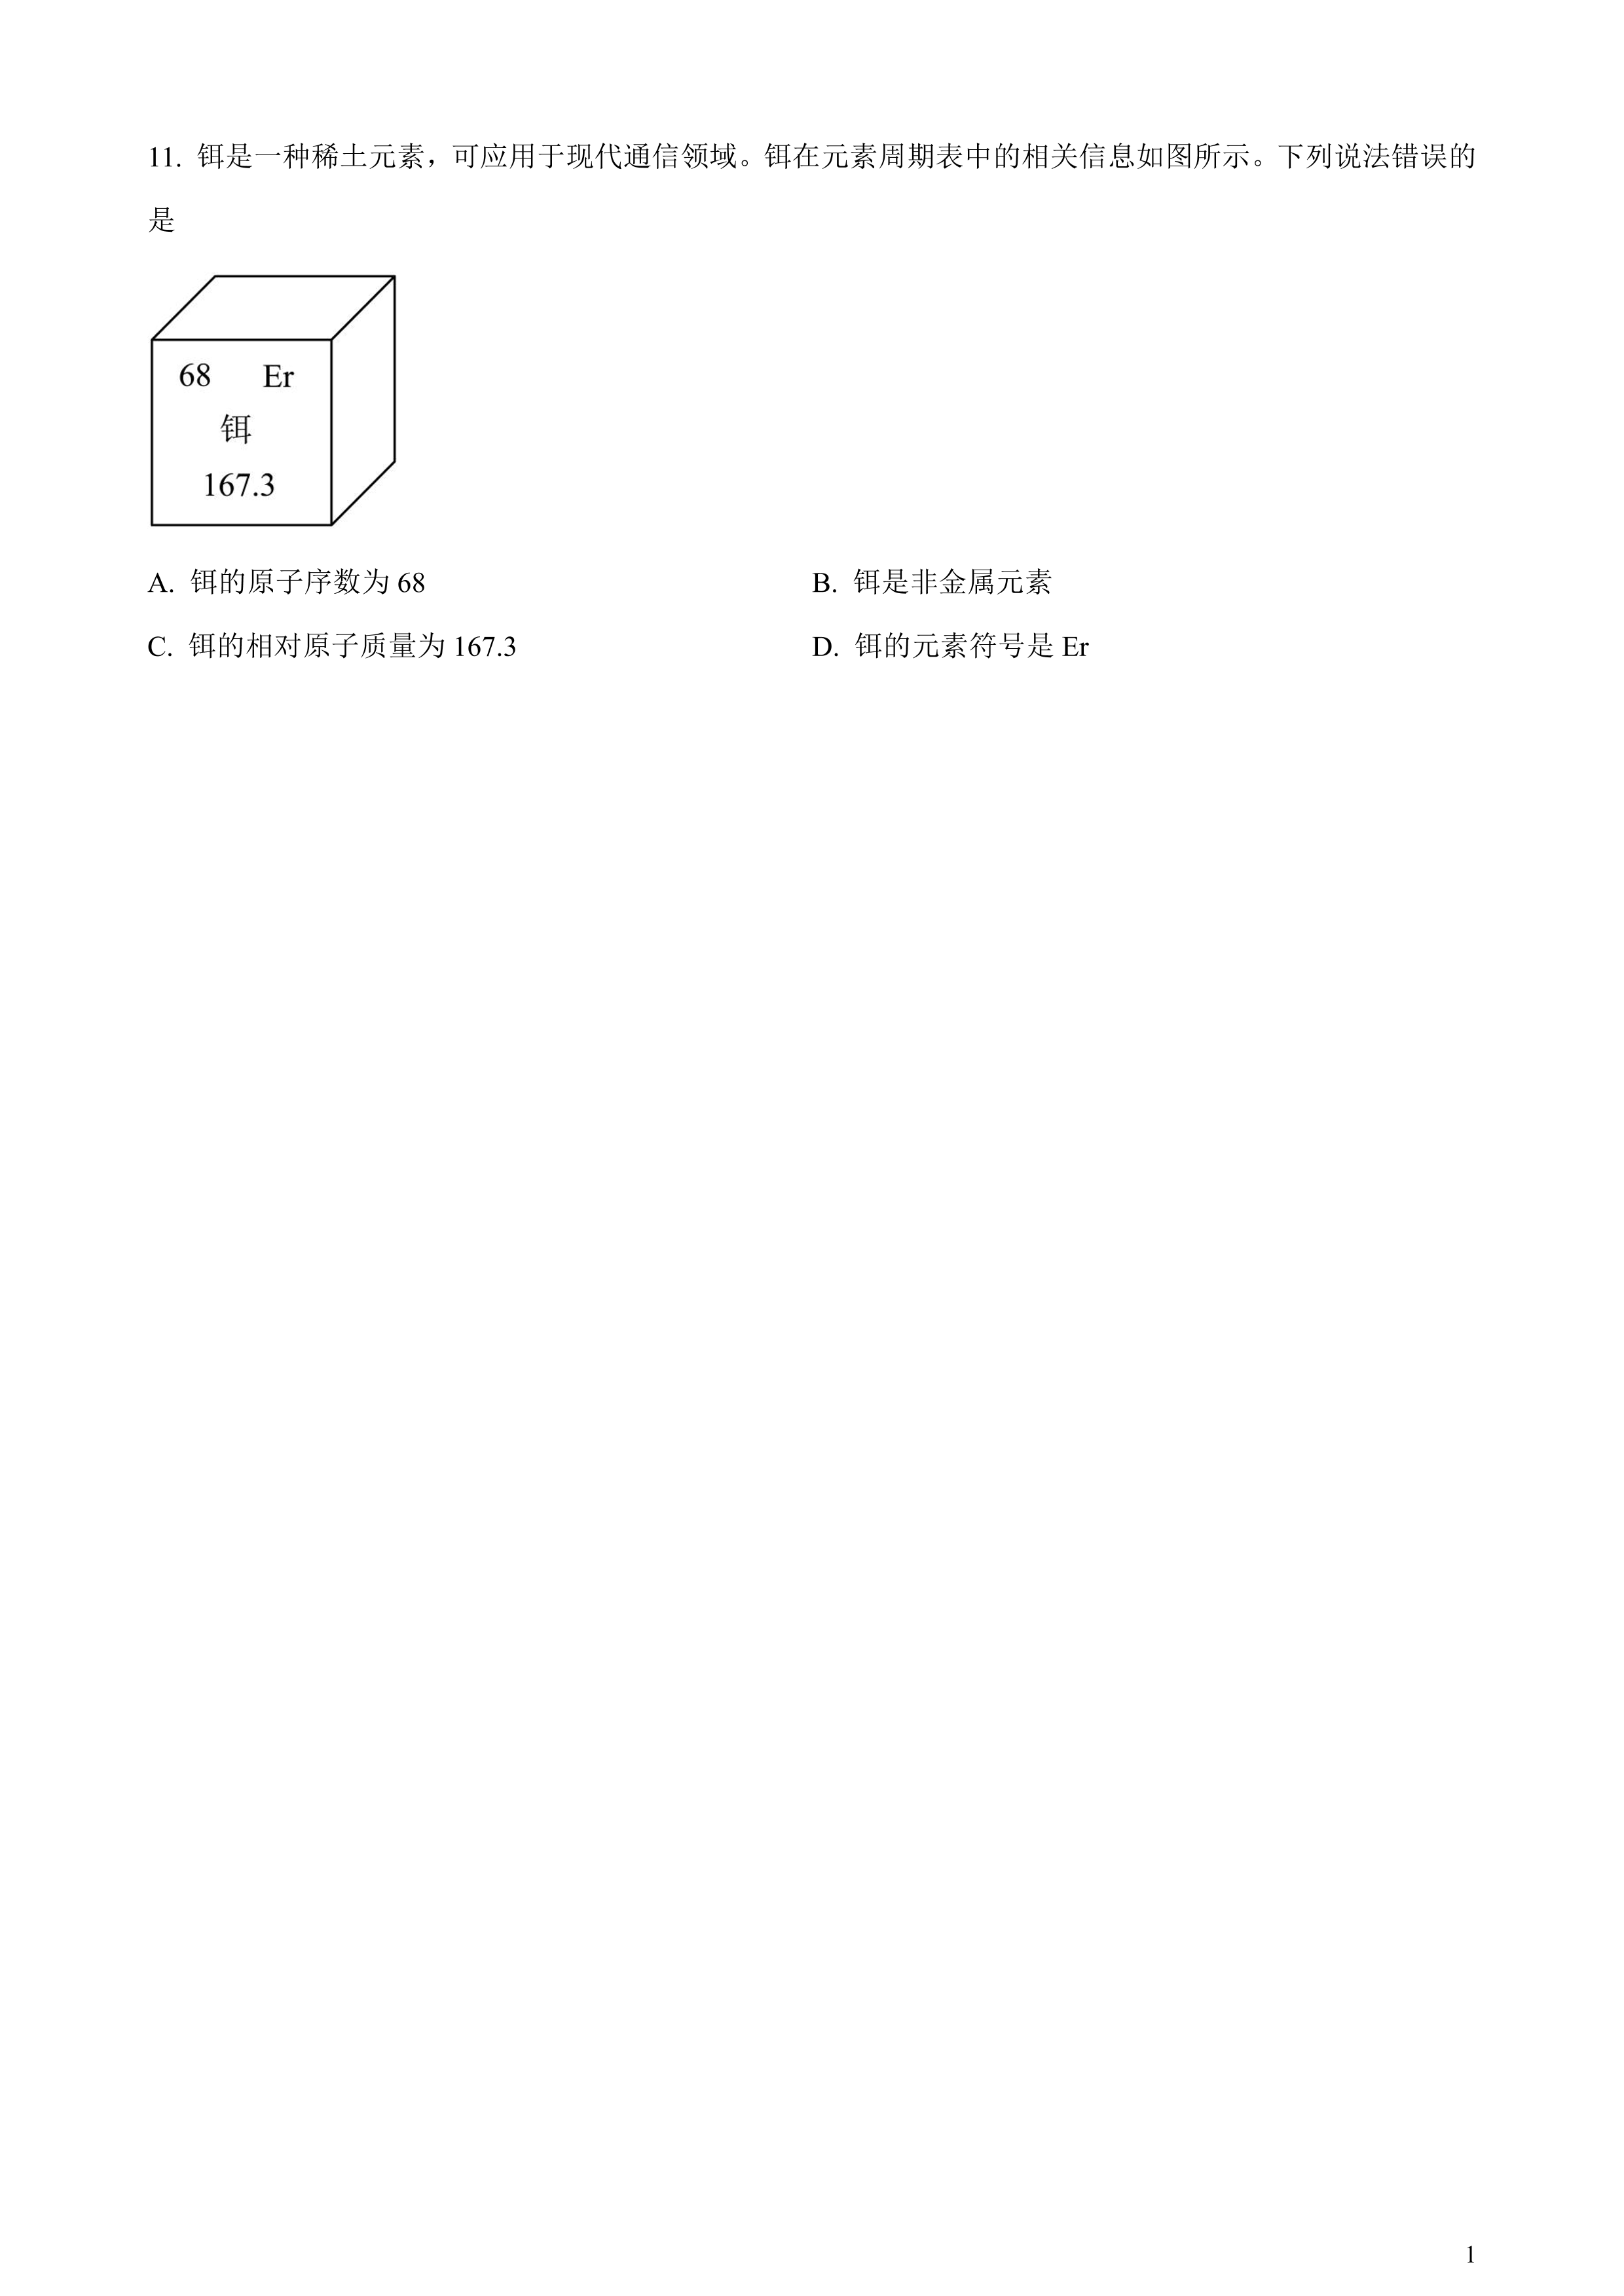 11. 铒是一种稀土元素，可应用于现代通信领域。铒在元素周期表中的相关信息如图所示。下列说法错误的
是
68 Er
铒
167.3
A. 铒的原子序数为 68 B. 铒是非金属元素
C. 铒的相对原子质量为 167.3 D. 铒的元素符号是 Er
1